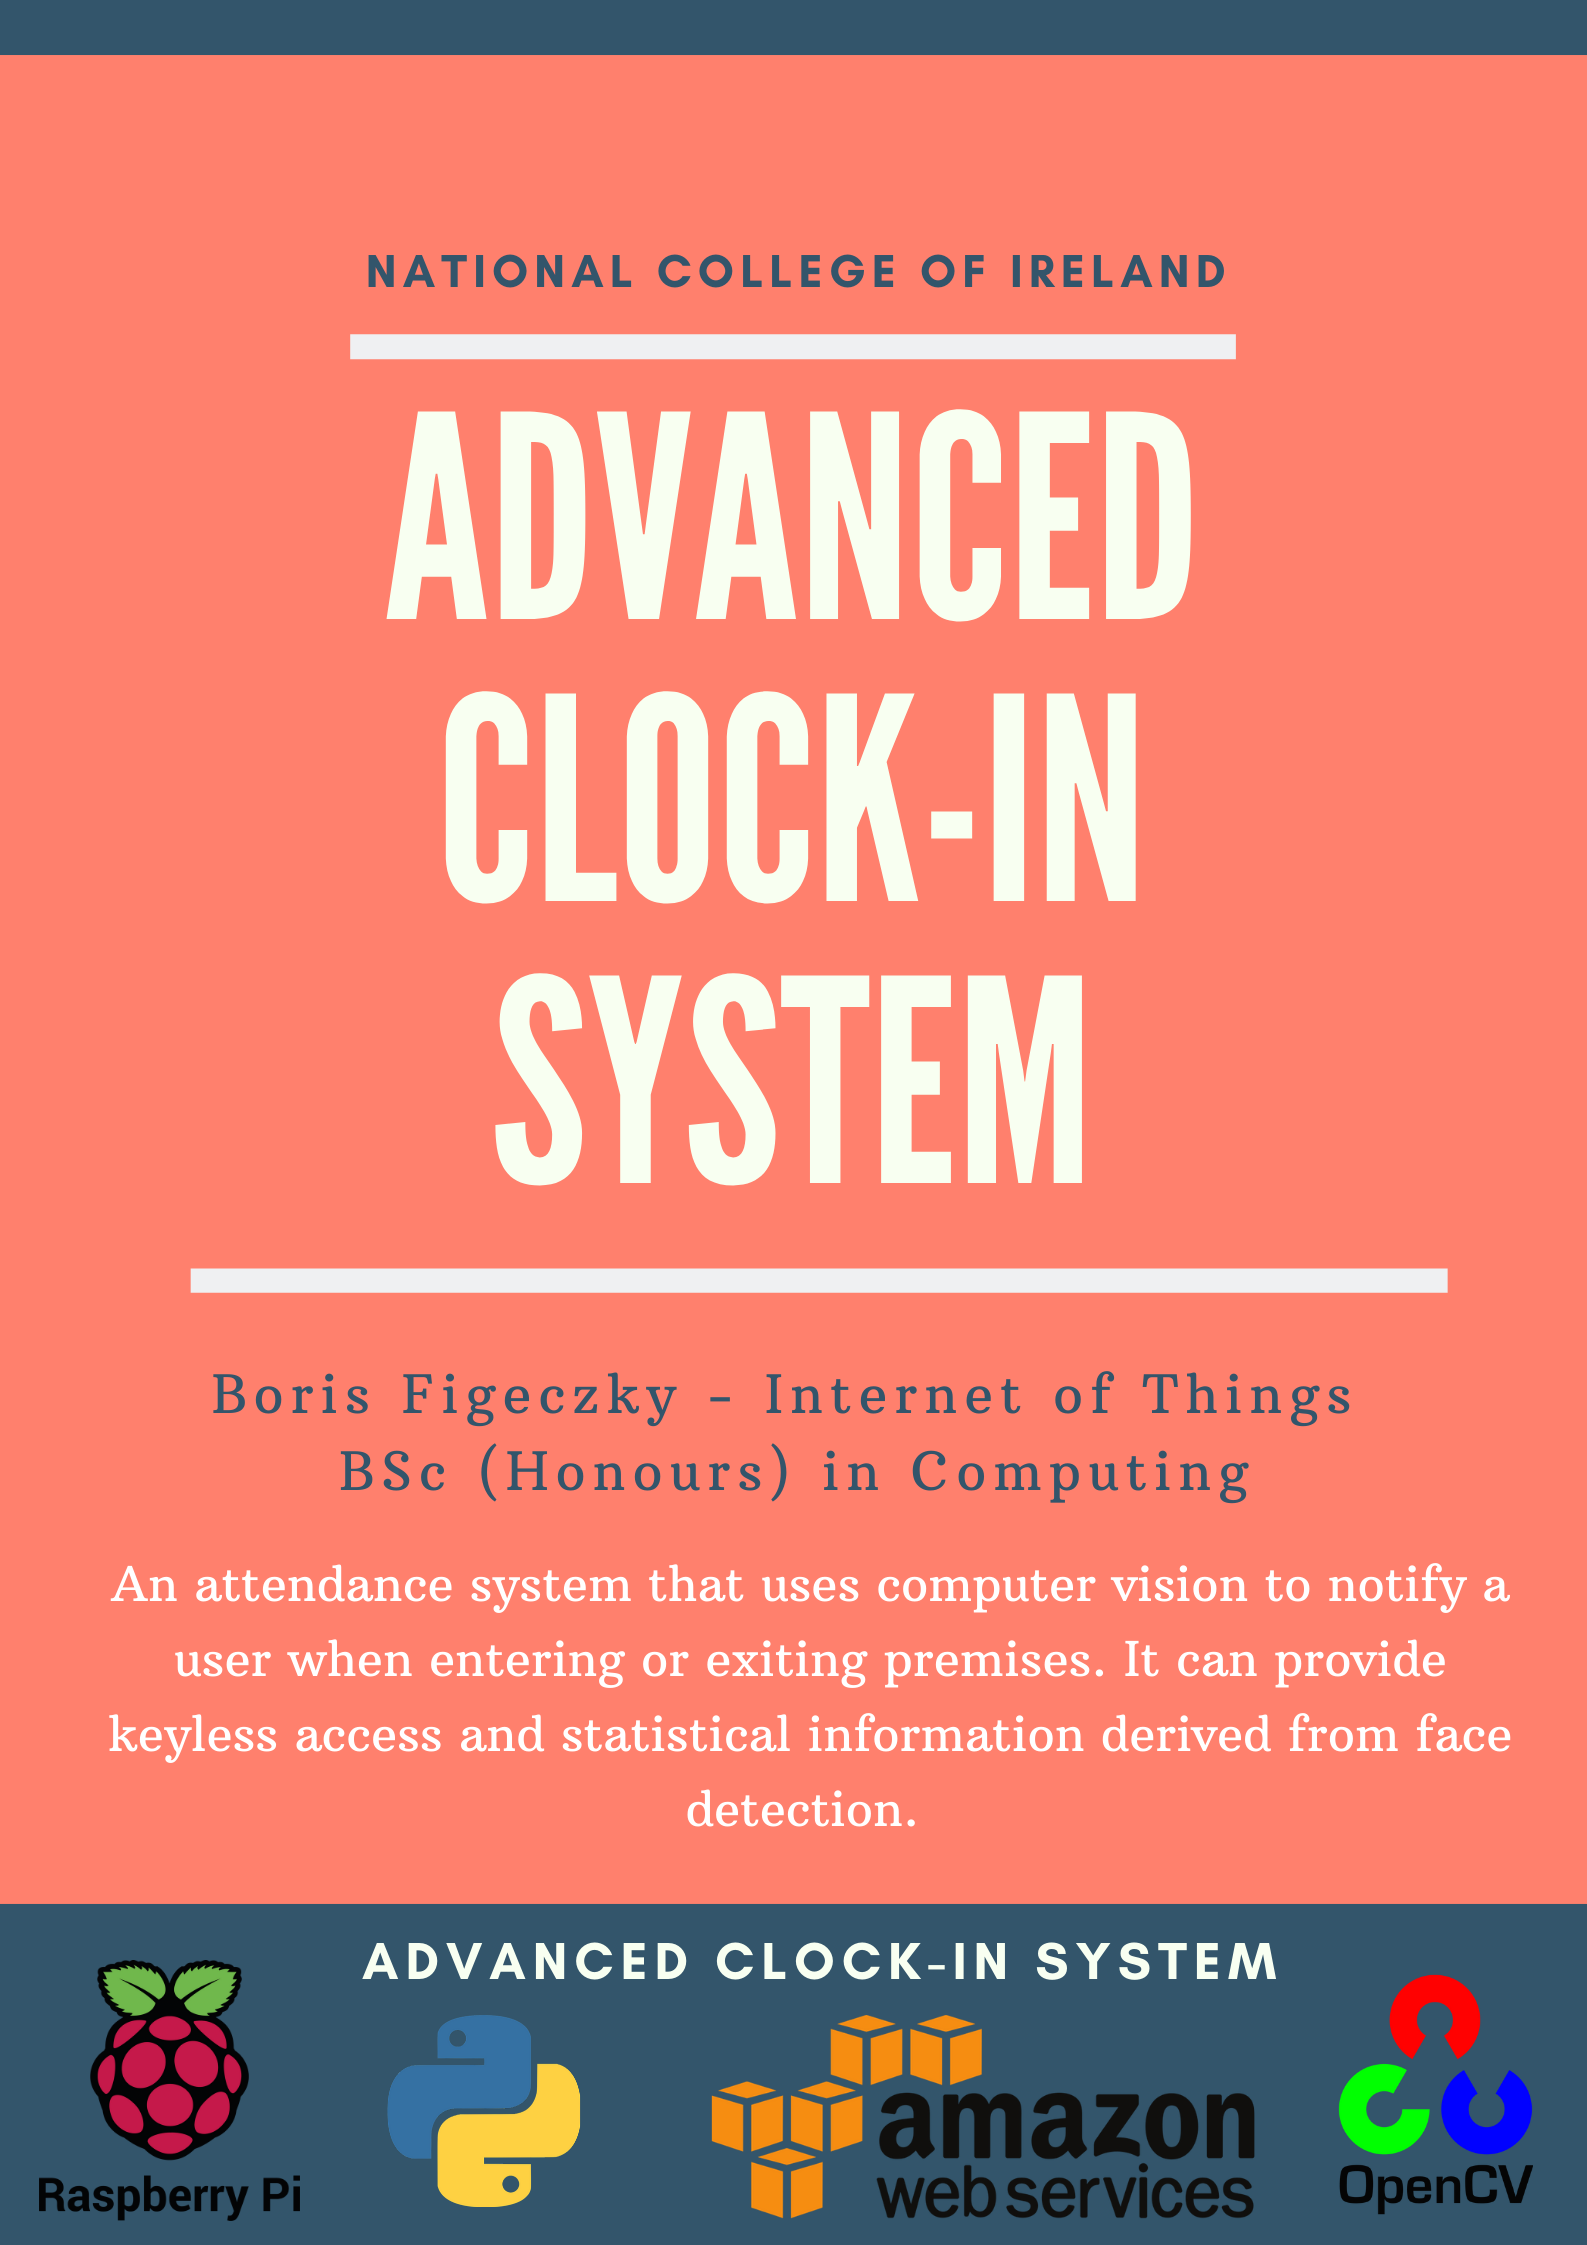 NATIONAL COLLEGE OF IRELAND
ADVANCED
CLOCK-IN
SYSTEM
Boris Figeczky - Internet of Things
BSc (Honours) in Computing
An attendance system that uses computer vision to notify a
user when entering or exiting premises. It can provide
keyless access and statistical information derived from face
detection.
ADVANCED CLOCK-IN SYSTEM
Raspberry Pi
amazon
web services
OpenCV